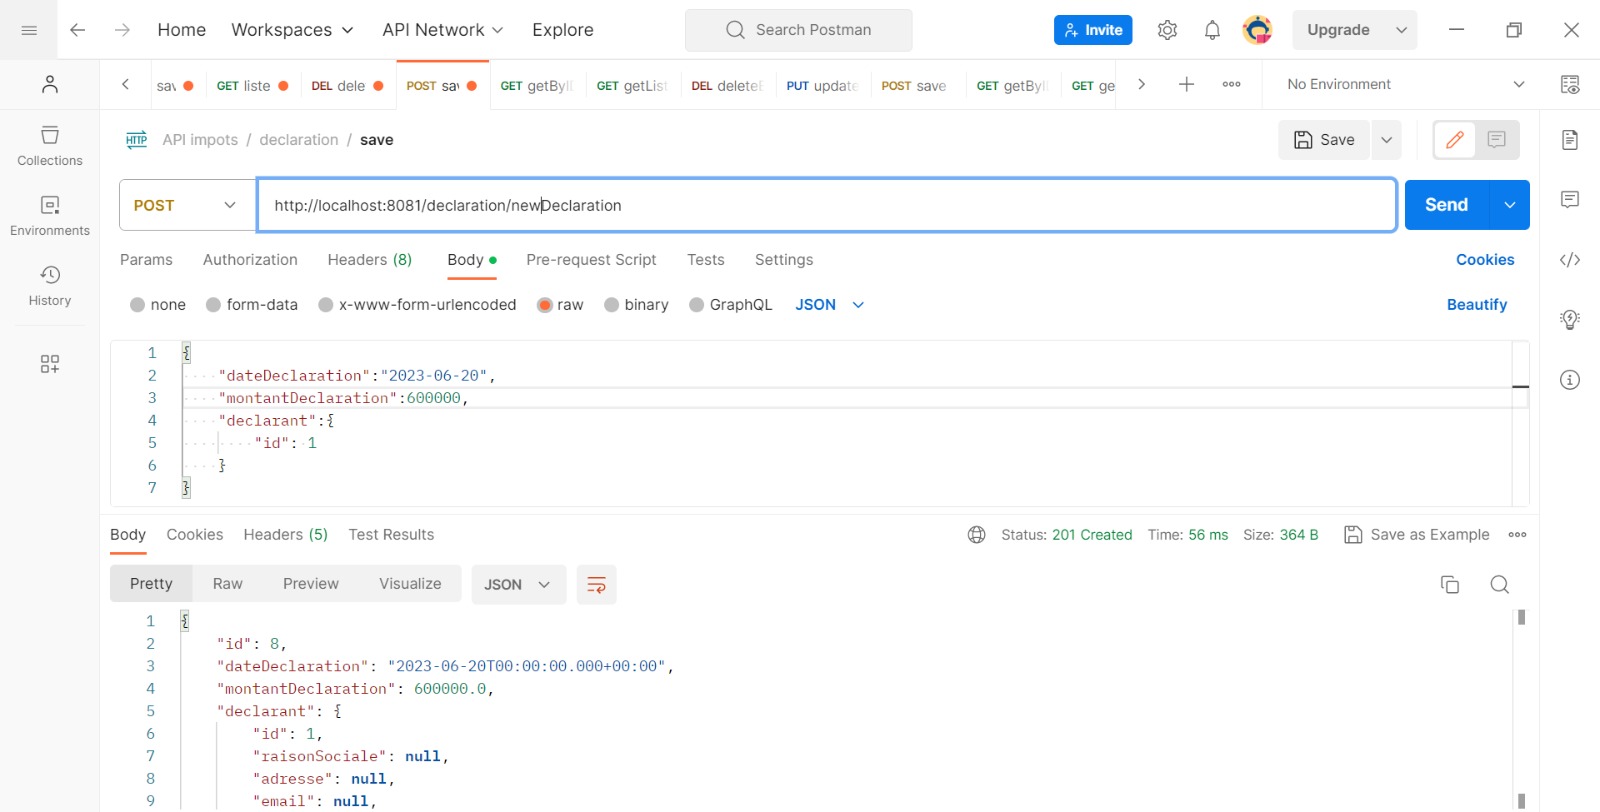 Home Workspaces API Network Explore Search Postman Invite Upgrade
sav GET liste DEL dele POST sa GET getByI GET getList DEL delete PUT update POST save GET getByI GET ge No Environment
HTTP API impots / declaration / save Save
Collections
Environments
History
POST http://localhost:8081/declaration/newDeclaration Send
Params Authorization Headers (8) Body Pre-request Script Tests Settings Cookies
none form-data x-www-form-urlencoded raw binary GraphQL JSON Beautify
1 {
2 "dateDeclaration":"2023-06-20",
3 "montantDeclaration":600000,
4 "declarant":{
5 "id": 1
6 }
7 }
Body Cookies Headers (5) Test Results Status: 201 Created Time: 56 ms Size: 364 B Save as Example
Pretty Raw Preview Visualize JSON
1 {
2 "id": 8,
3 "dateDeclaration": "2023-06-20T00:00:00.000+00:00",
4 "montantDeclaration": 600000.0,
5 "declarant": {
6 "id": 1,
7 "raisonSociale": null,
8 "adresse": null,
9 "email": null,